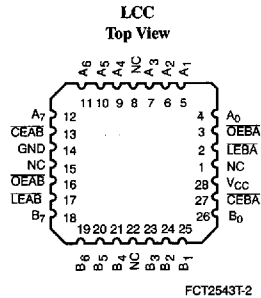 LCC
Top View
A6 A5 A4 NC A3 A2 A1
11 10 9 8 7 6 5
A7 12 4 A0
CEAB 13 3 OEBA
GND 14 2 LEBA
NC 15 1 NC
OEAB 16 28 VCC
LEAB 17 27 CEBA
B7 18 26 B0
19 20 21 22 23 24 25
B6 B5 B4 NC B3 B2 B1
FCT2543T-2